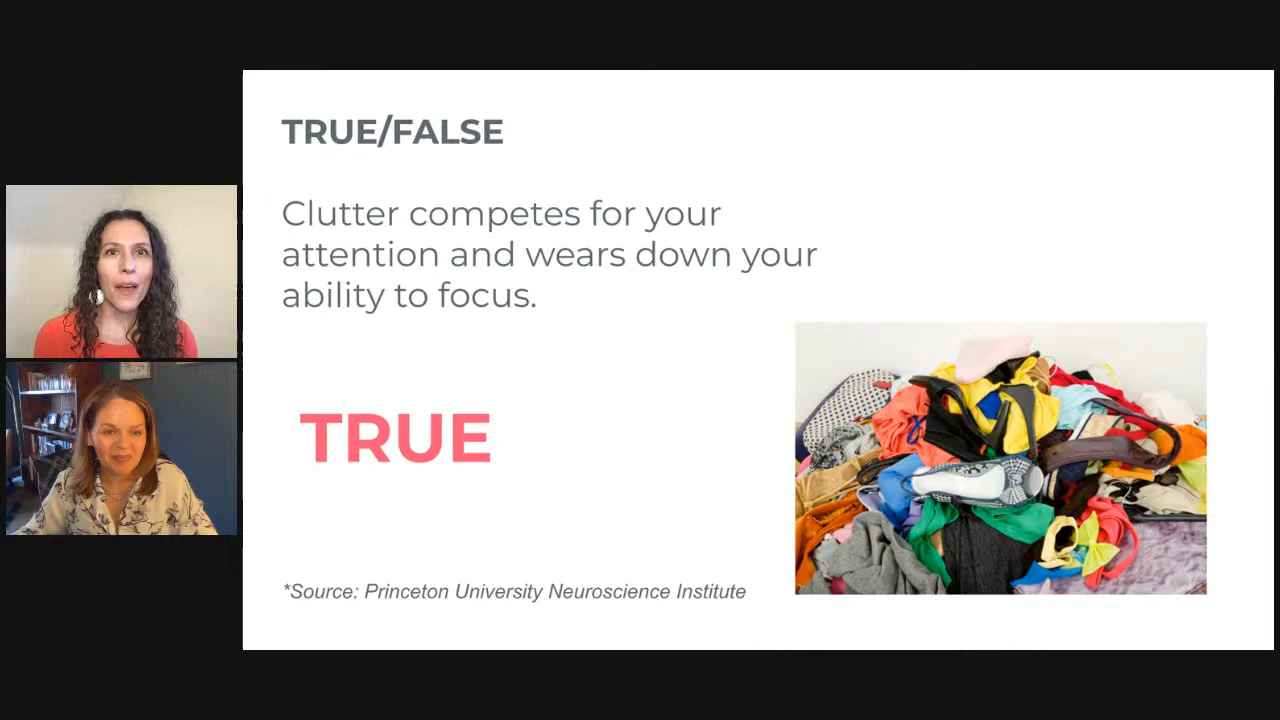 TRUE/FALSE
Clutter competes for your
attention and wears down your
ability to focus.
TRUE
*Source: Princeton University Neuroscience Institute